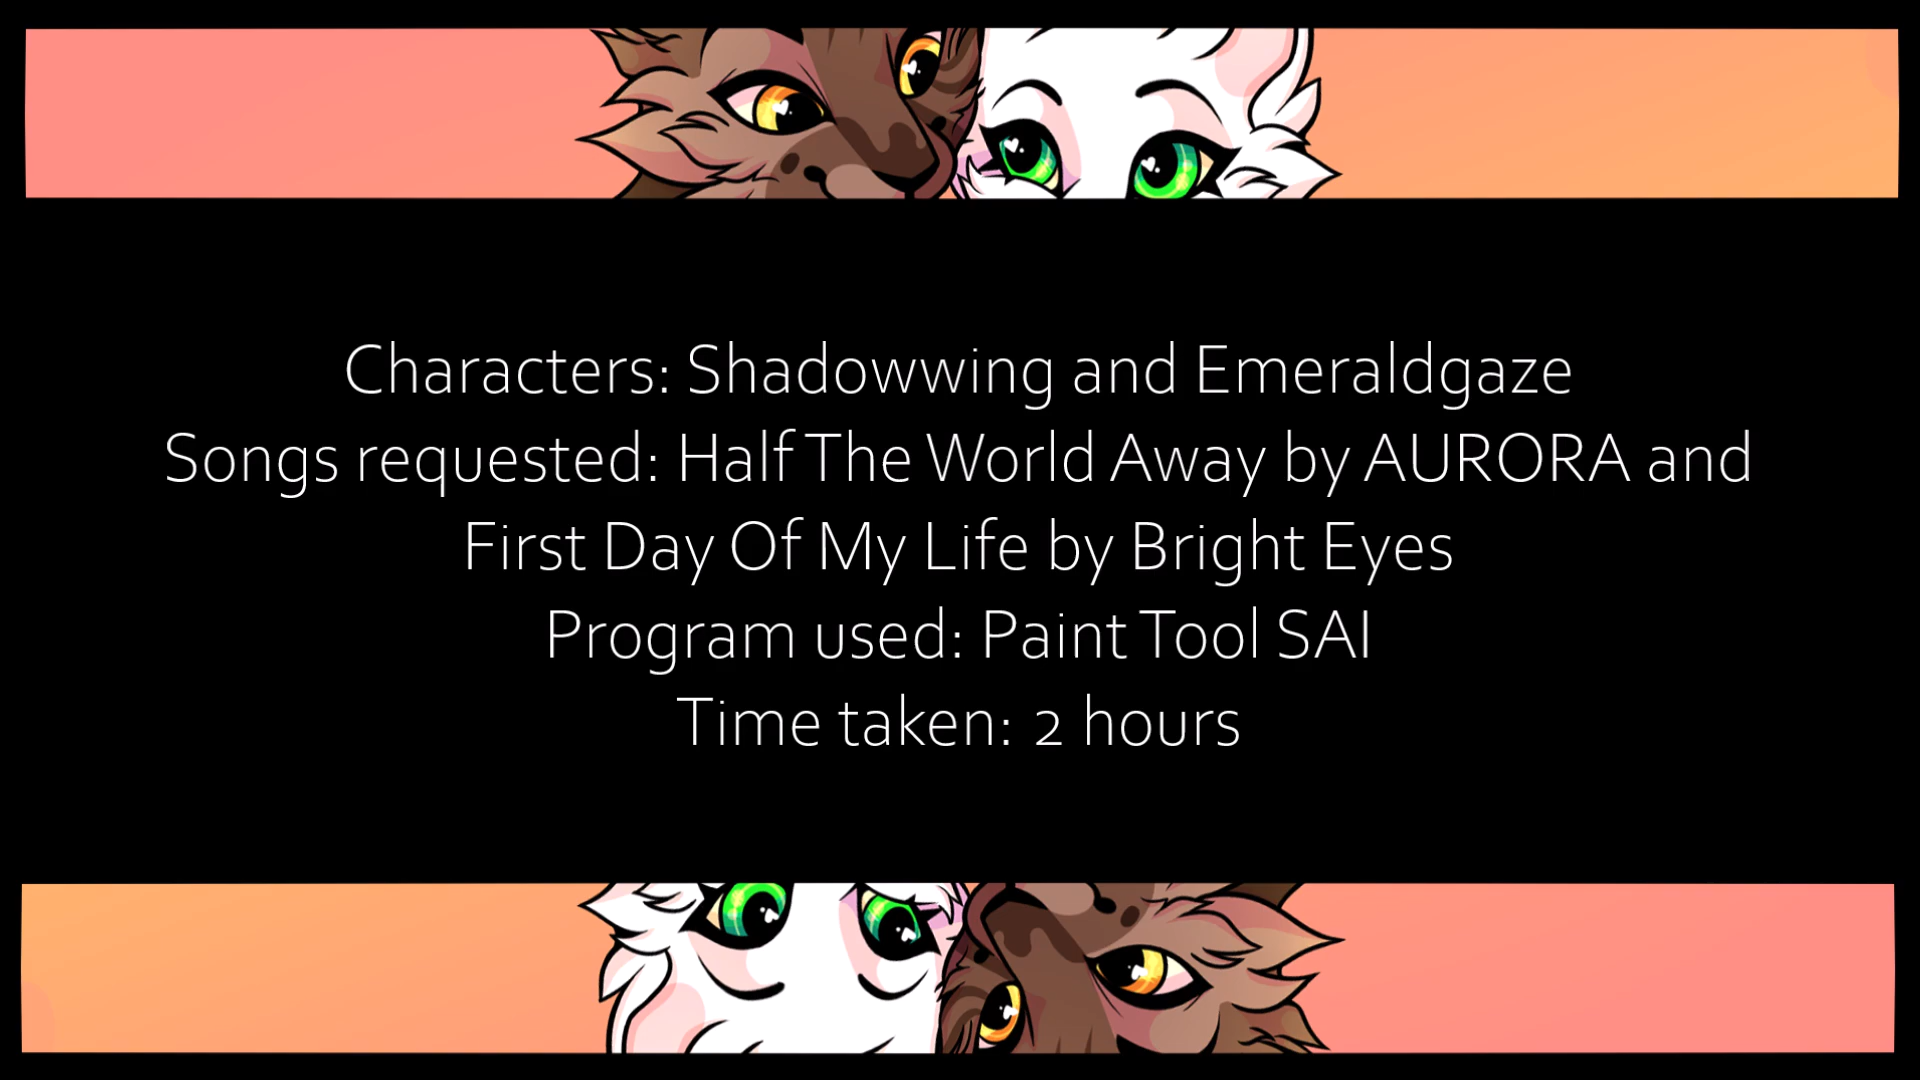 Characters: Shadowwing and Emeraldgaze
Songs requested: Half The World Away by AURORA and
First Day Of My Life by Bright Eyes
Program used: Paint Tool SAI
Time taken: 2 hours